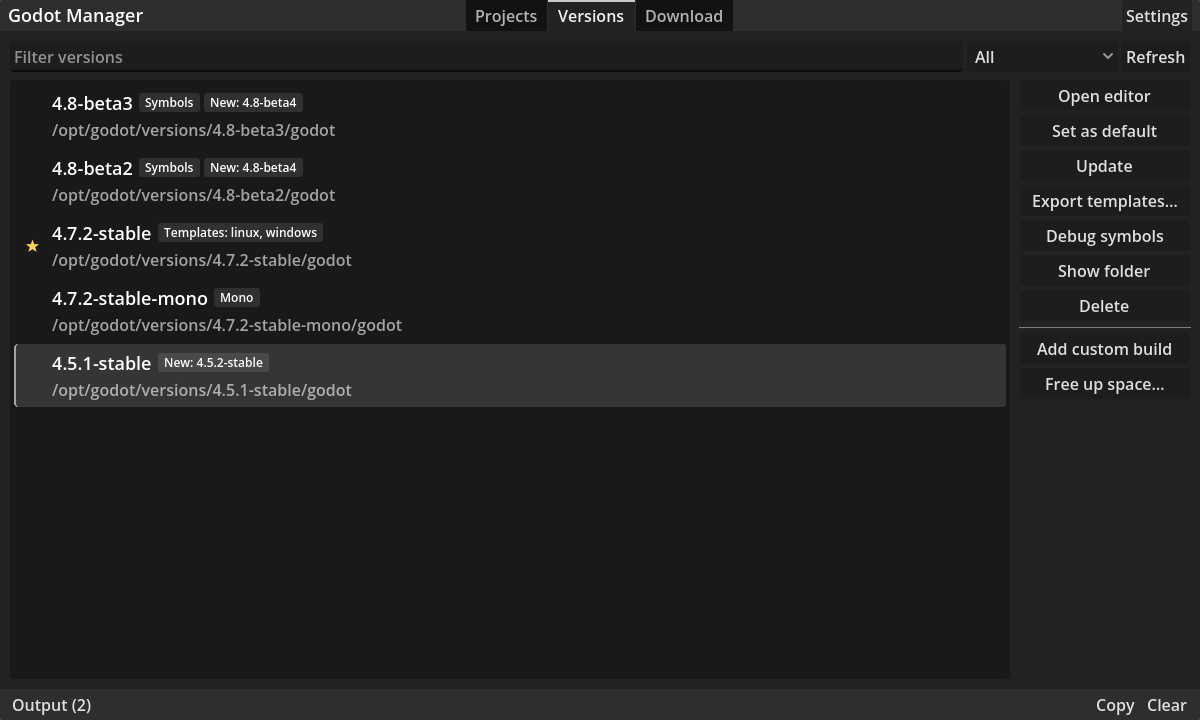 Godot Manager
Projects
Versions
Download
Settings
Filter versions
All
Refresh
4.8-beta3 Symbols New: 4.8-beta4
/opt/godot/versions/4.8-beta3/godot
4.8-beta2 Symbols New: 4.8-beta4
/opt/godot/versions/4.8-beta2/godot
4.7.2-stable Templates: linux, windows
/opt/godot/versions/4.7.2-stable/godot
4.7.2-stable-mono Mono
/opt/godot/versions/4.7.2-stable-mono/godot
4.5.1-stable New: 4.5.2-stable
/opt/godot/versions/4.5.1-stable/godot
Open editor
Set as default
Update
Export templates...
Debug symbols
Show folder
Delete
Add custom build
Free up space...
Output (2)
Copy
Clear